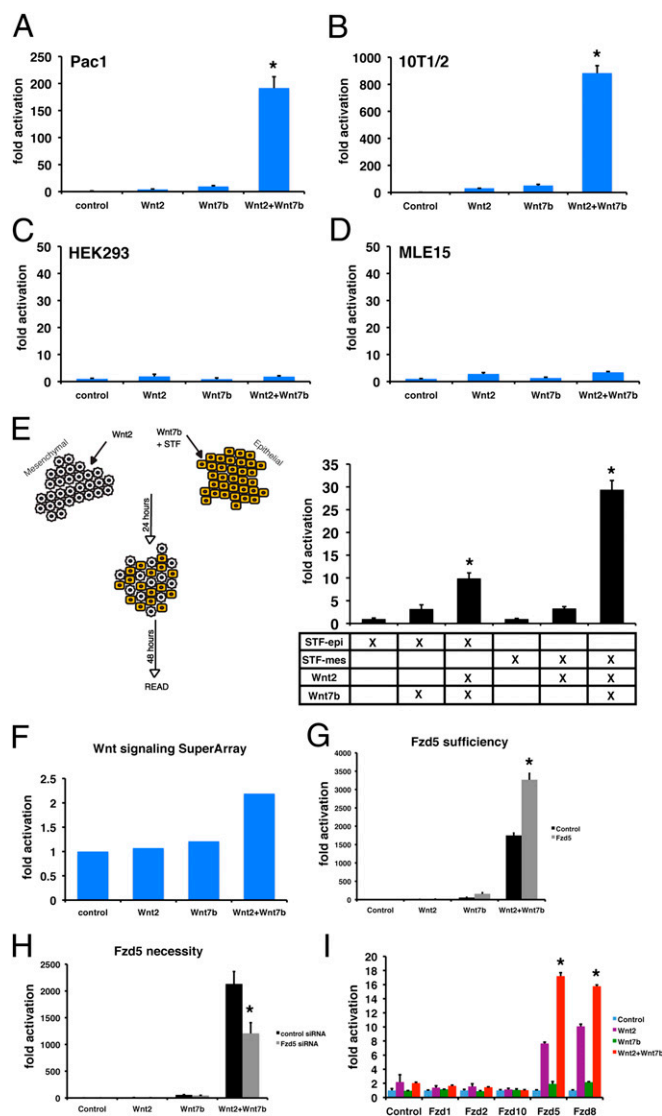 A
Pac1
fold activation
250
200
150
100
50
0
*
control Wnt2 Wnt7b Wnt2+Wnt7b
B
10T1/2
fold activation
1000
800
600
400
200
0
*
control Wnt2 Wnt7b Wnt2+Wnt7b
C
HEK293
fold activation
50
40
30
20
10
0
control Wnt2 Wnt7b Wnt2+Wnt7b
D
MLE15
fold activation
50
40
30
20
10
0
control Wnt2 Wnt7b Wnt2+Wnt7b
E
Mesenchymal
Wnt2
Wnt7b
+ STF
Epithelial
24 hours
48 hours
READ
fold activation
35
30
25
20
15
10
5
0
* *
STF-epi X X X
STF-mes X X X
Wnt2 X X X
Wnt7b X X X
F
Wnt signaling SuperArray
fold activation
2.5
2
1.5
1
0.5
0
control Wnt2 Wnt7b Wnt2+Wnt7b
G
Fzd5 sufficiency
fold activation
4000
3500
3000
2500
2000
1500
1000
500
0
*
Control
Fzd5
Control Wnt2 Wnt7b Wnt2+Wnt7b
H
Fzd5 necessity
fold activation
2500
2000
1500
1000
500
0
*
control siRNA
Fzd5 siRNA
Control Wnt2 Wnt7b Wnt2+Wnt7b
I
fold activation
20
18
16
14
12
10
8
6
4
2
0
* *
Control
Wnt2
Wnt7b
Wnt2+Wnt7b
Control Fzd1 Fzd2 Fzd10 Fzd5 Fzd8